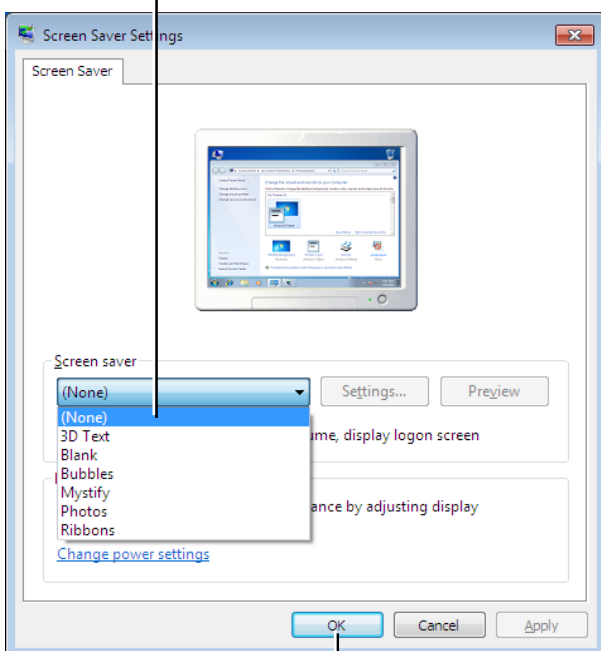 Screen Saver Settings
Screen Saver
Screen saver
(None)
Settings...
Preview
(None)
3D Text
Blank
Bubbles
Mystify
Photos
Ribbons
ume, display logon screen
ance by adjusting display
Change power settings
OK
Cancel
Apply